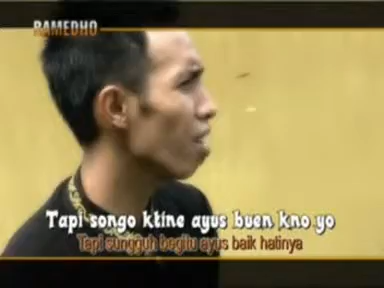 RAMEDHO
Tapi songo ktine ayus buen kno yo
Tapi sungguh begitu ayus baik hatinya